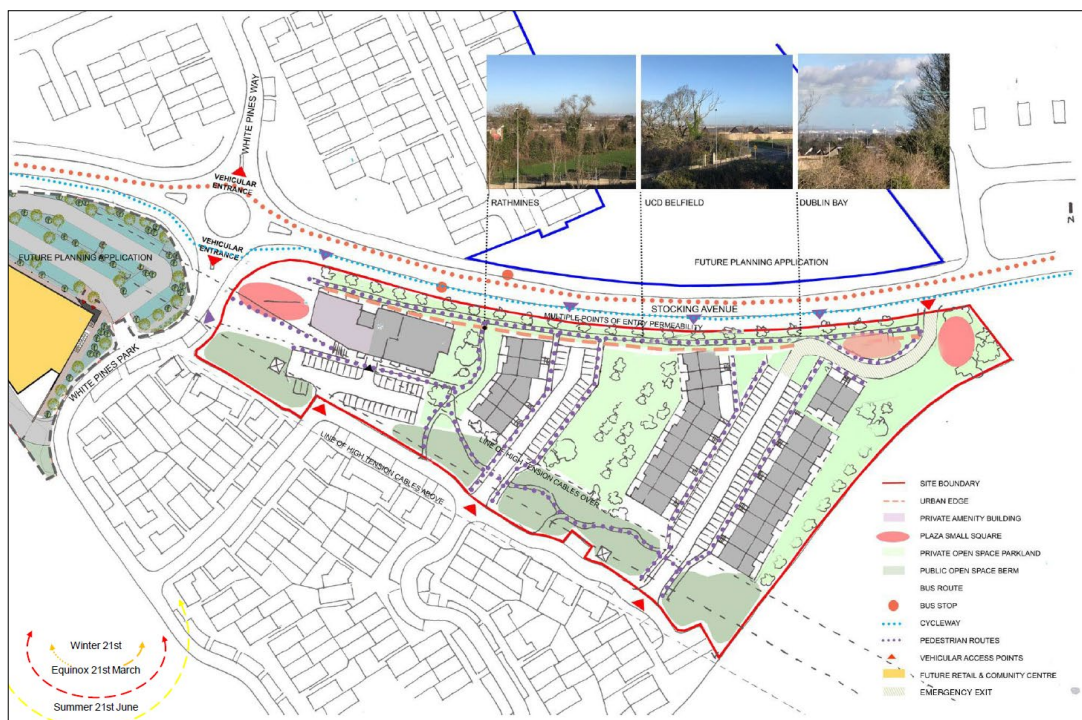 WHITE PINES WAY
VEHICULAR
ENTRANCE
VEHICULAR
ENTRANCE
RATHMINES
UCD BELFIELD
DUBLIN BAY
N
FUTURE PLANNING APPLICATION
FUTURE PLANNING APPLICATION
STOCKING AVENUE
MULTIPLE POINTS OF ENTRY PERMEABILITY
WHITE PINES PARK
LINE OF HIGH TENSION CABLES ABOVE
LINE OF HIGH TENSION CABLES OVER
SITE BOUNDARY
URBAN EDGE
PRIVATE AMENITY BUILDING
PLAZA SMALL SQUARE
PRIVATE OPEN SPACE PARKLAND
PUBLIC OPEN SPACE BERM
BUS ROUTE
BUS STOP
CYCLEWAY
PEDESTRIAN ROUTES
VEHICULAR ACCESS POINTS
FUTURE RETAIL & COMUNITY CENTRE
EMERGENCY EXIT
Winter 21st
Equinox 21st March
Summer 21st June